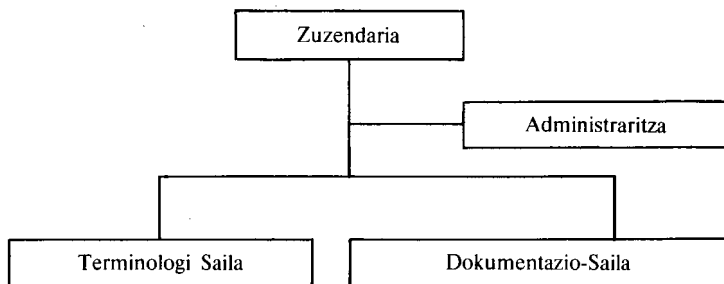 Zuzendaria
Administraritza
Terminologi Saila
Dokumentazio-Saila